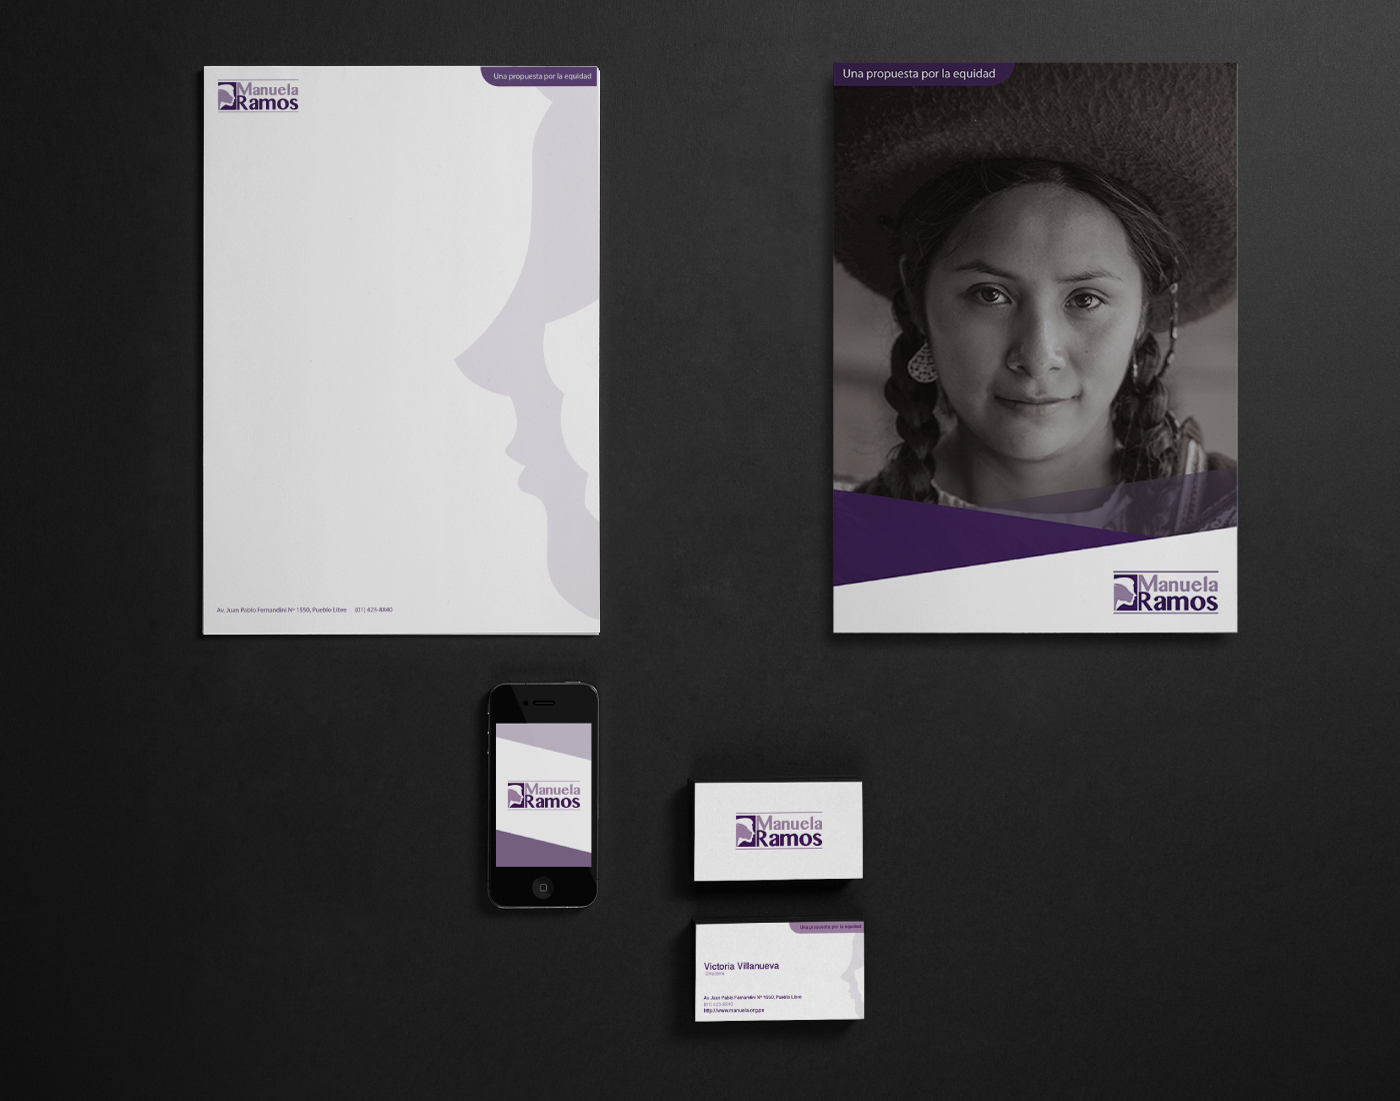 Manuela
Ramos
Una propuesta por la equidad
Av. Juan Pablo Fernandini Nº 1550, Pueblo Libre (01) 423-8840
Una propuesta por la equidad
Manuela
Ramos
Manuela
Ramos
Manuela
Ramos
Una propuesta por la equidad
Victoria Villanueva
Directora
Av. Juan Pablo Fernandini Nº 1550, Pueblo Libre
(01) 423-8840
http://www.manuela.org.pe